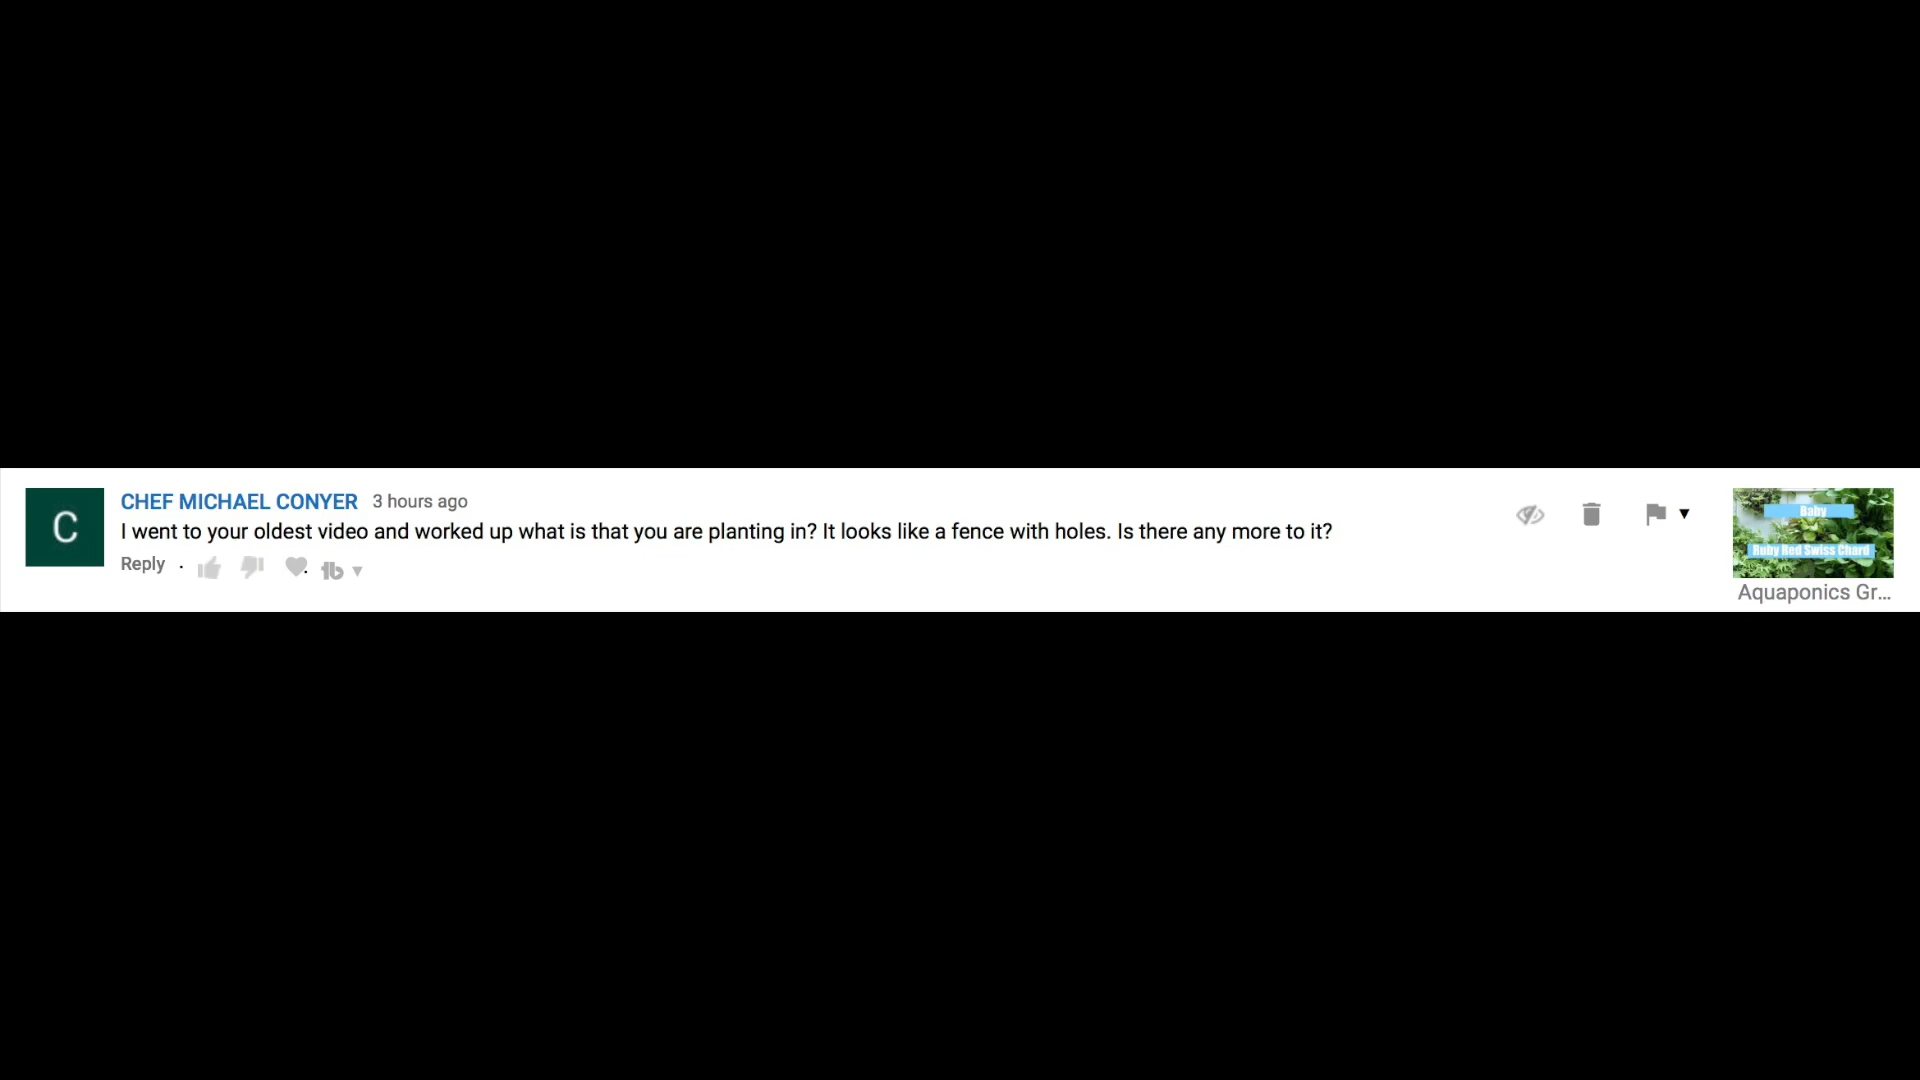 C
CHEF MICHAEL CONYER 3 hours ago
I went to your oldest video and worked up what is that you are planting in? It looks like a fence with holes. Is there any more to it?
Reply
Baby
Ruby Red Swiss Chard
Aquaponics Gr...